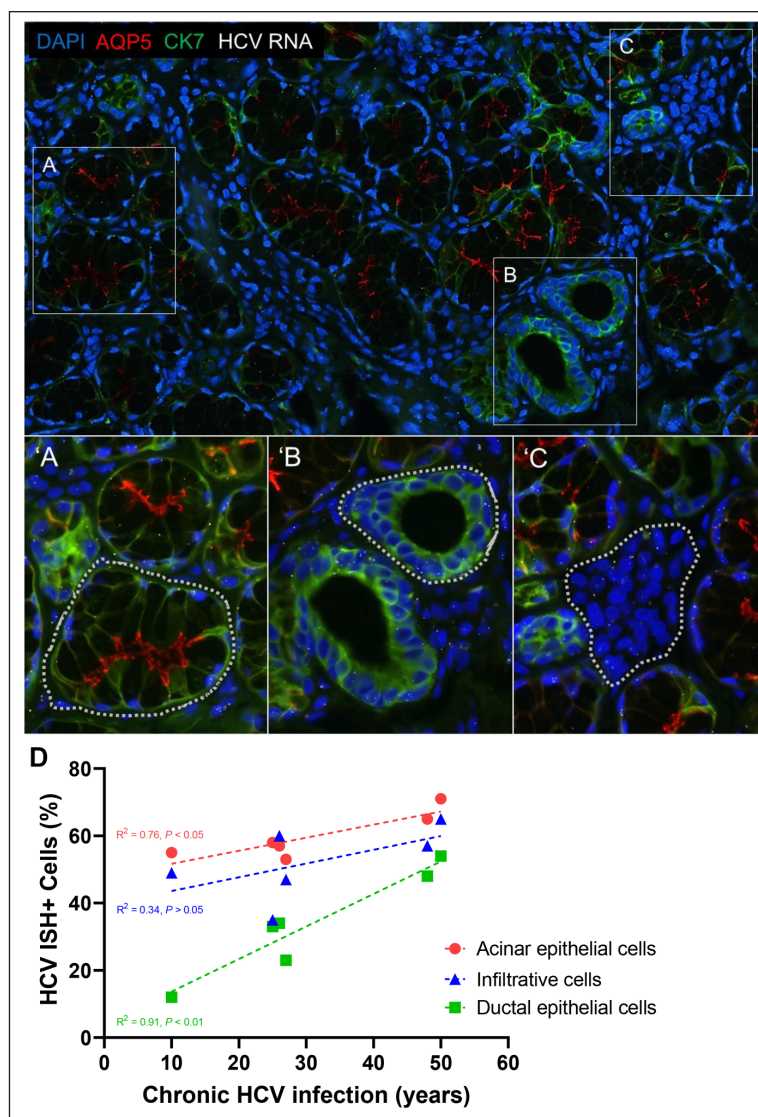 DAPI AQP5 CK7 HCV RNA
C
A
B
‘A
‘B
‘C
D
80
60
40
20
0
HCV ISH+ Cells (%)
R² = 0.76, P < 0.05
R² = 0.34, P > 0.05
R² = 0.91, P < 0.01
Acinar epithelial cells
Infiltrative cells
Ductal epithelial cells
0 10 20 30 40 50 60
Chronic HCV infection (years)